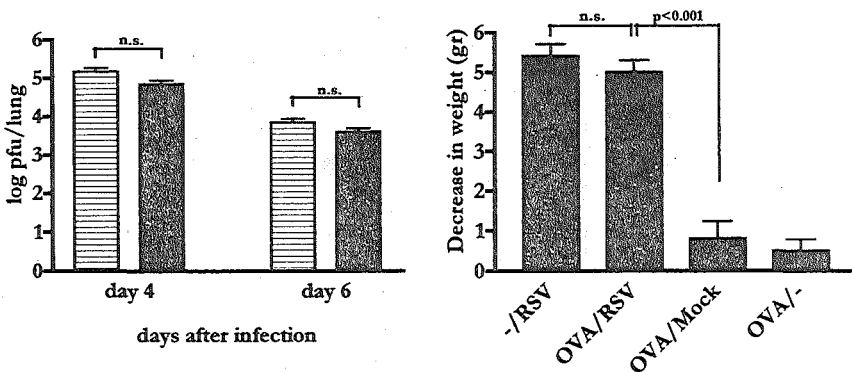 n.s.
n.s.
log pfu/lung
6
5
4
3
2
1
0
day 4
day 6
days after infection
n.s.
p<0.001
Decrease in weight (gr)
6
5
4
3
2
1
0
-/RSV
OVA/RSV
OVA/Mock
OVA/-